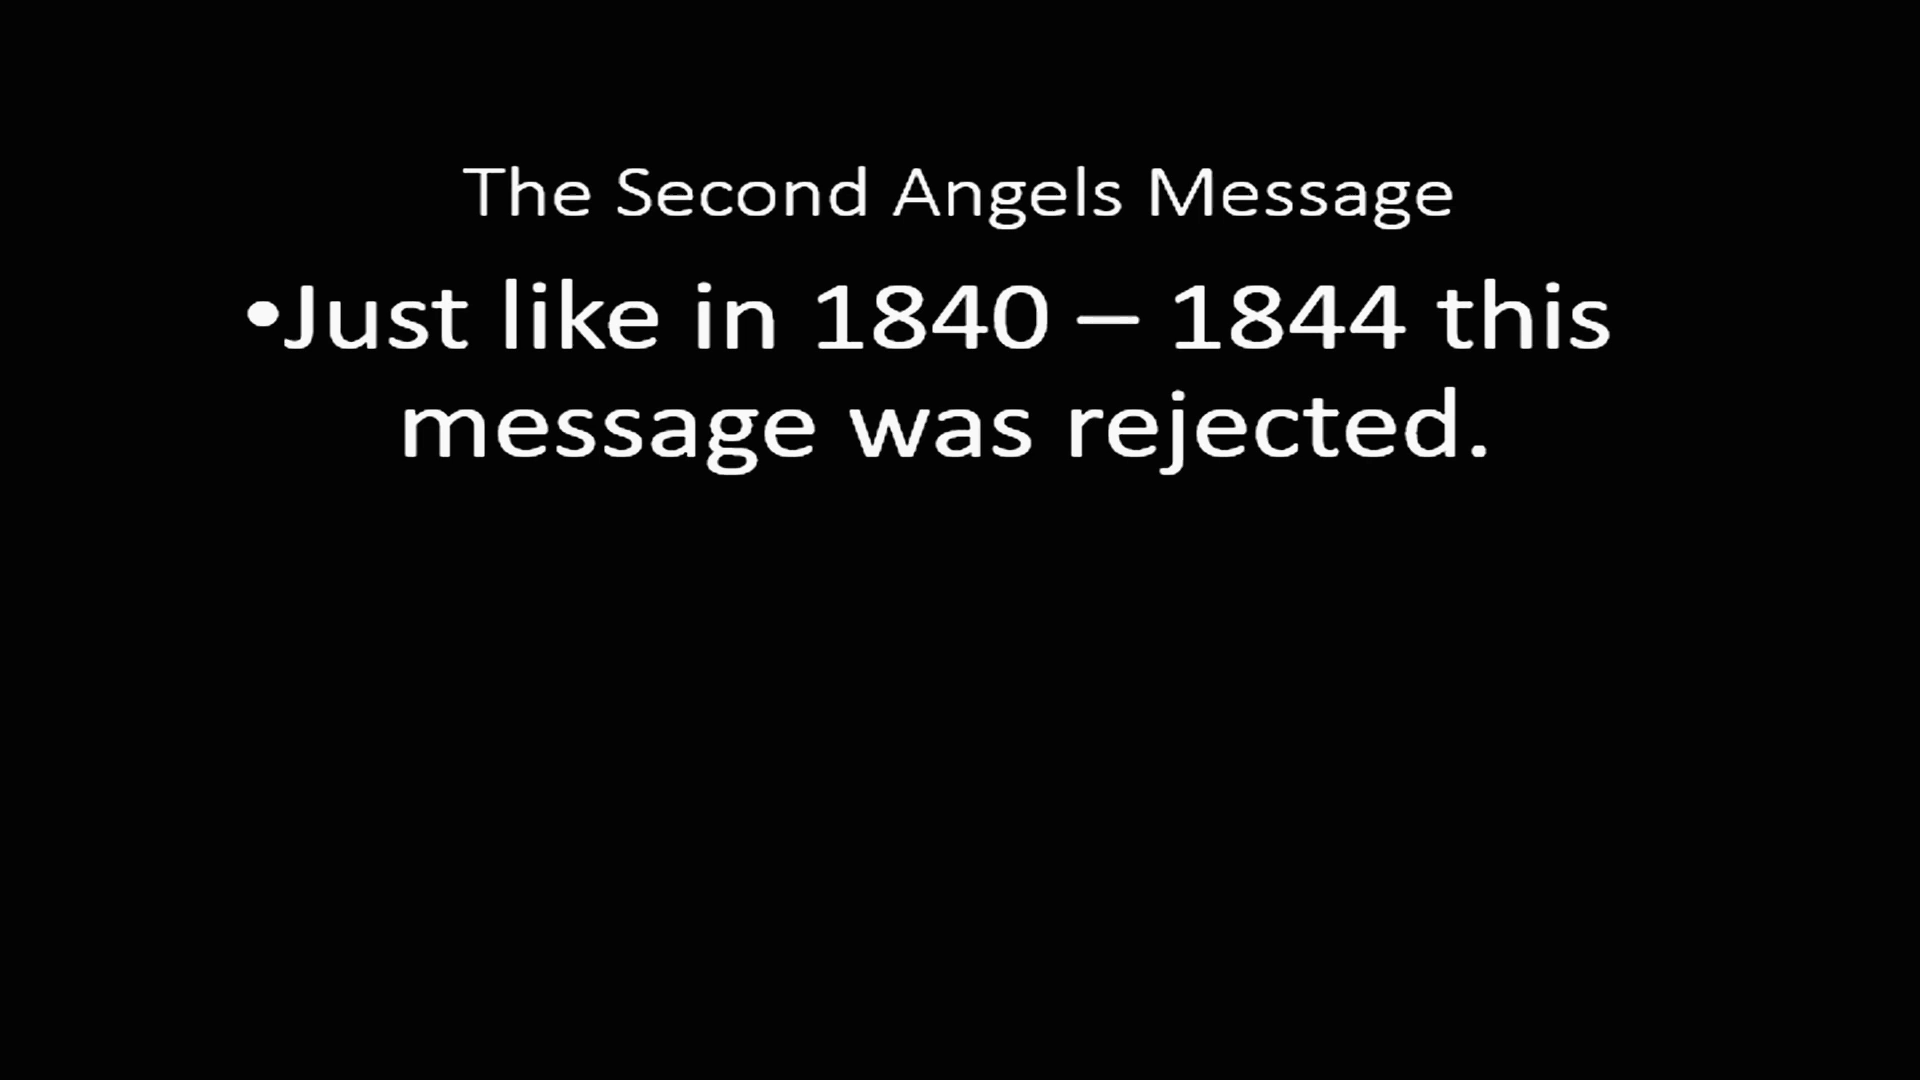 The Second Angels Message
•Just like in 1840 – 1844 this
message was rejected.